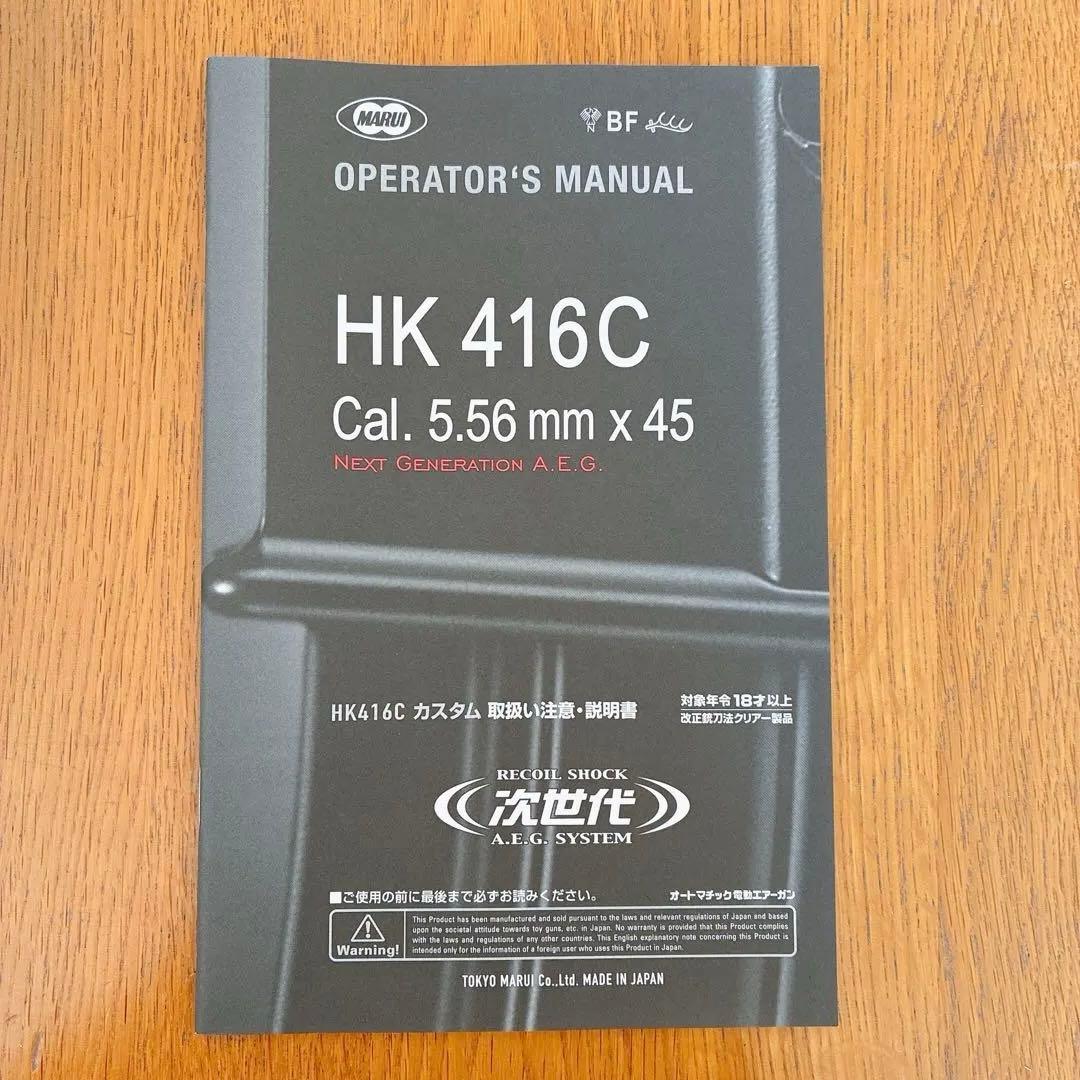 MARUI
N BF
OPERATOR'S MANUAL
HK 416C
Cal. 5.56 mm x 45
NEXT GENERATION A.E.G.
HK416C カスタム 取扱い注意・説明書
対象年令18才以上
改正銃刀法クリアー製品
RECOIL SHOCK
次世代
A.E.G. SYSTEM
■ご使用の前に最後まで必ずお読みください。
オートマチック電動エアーガン
Warning!
This Product has been manufactured and sold pursuant to the laws and relevant regulations of Japan and based
upon the societal attitude towards toy guns, etc. in Japan. No warranty is provided that this Product complies
with the laws and regulations of any other countries. This English explanatory note concerning this Product is
intended only for the information of a foreign user who uses this Product in Japan.
TOKYO MARUI Co.,Ltd. MADE IN JAPAN